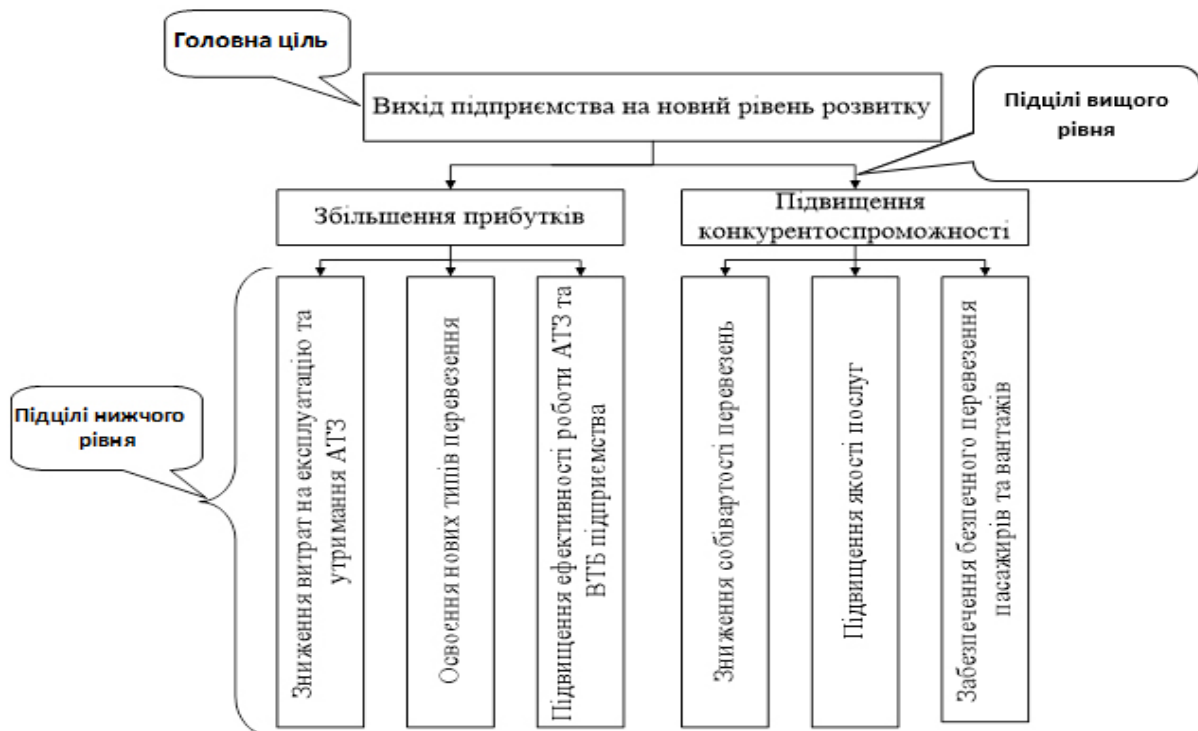 Головна ціль
Вихід підприємства на новий рівень розвитку
Підцілі вищого
рівня
Збільшення прибутків
Підвищення
конкурентоспроможності
Підцілі нижчого
рівня
Зниження витрат на експлуатацію та
утримання АТЗ
Освоєння нових типів перевезення
Підвищення ефективності роботи АТЗ та
ВТБ підприємства
Зниження собівартості перевезень
Підвищення якості послуг
Забезпечення безпечного перевезення
пасажирів та вантажів